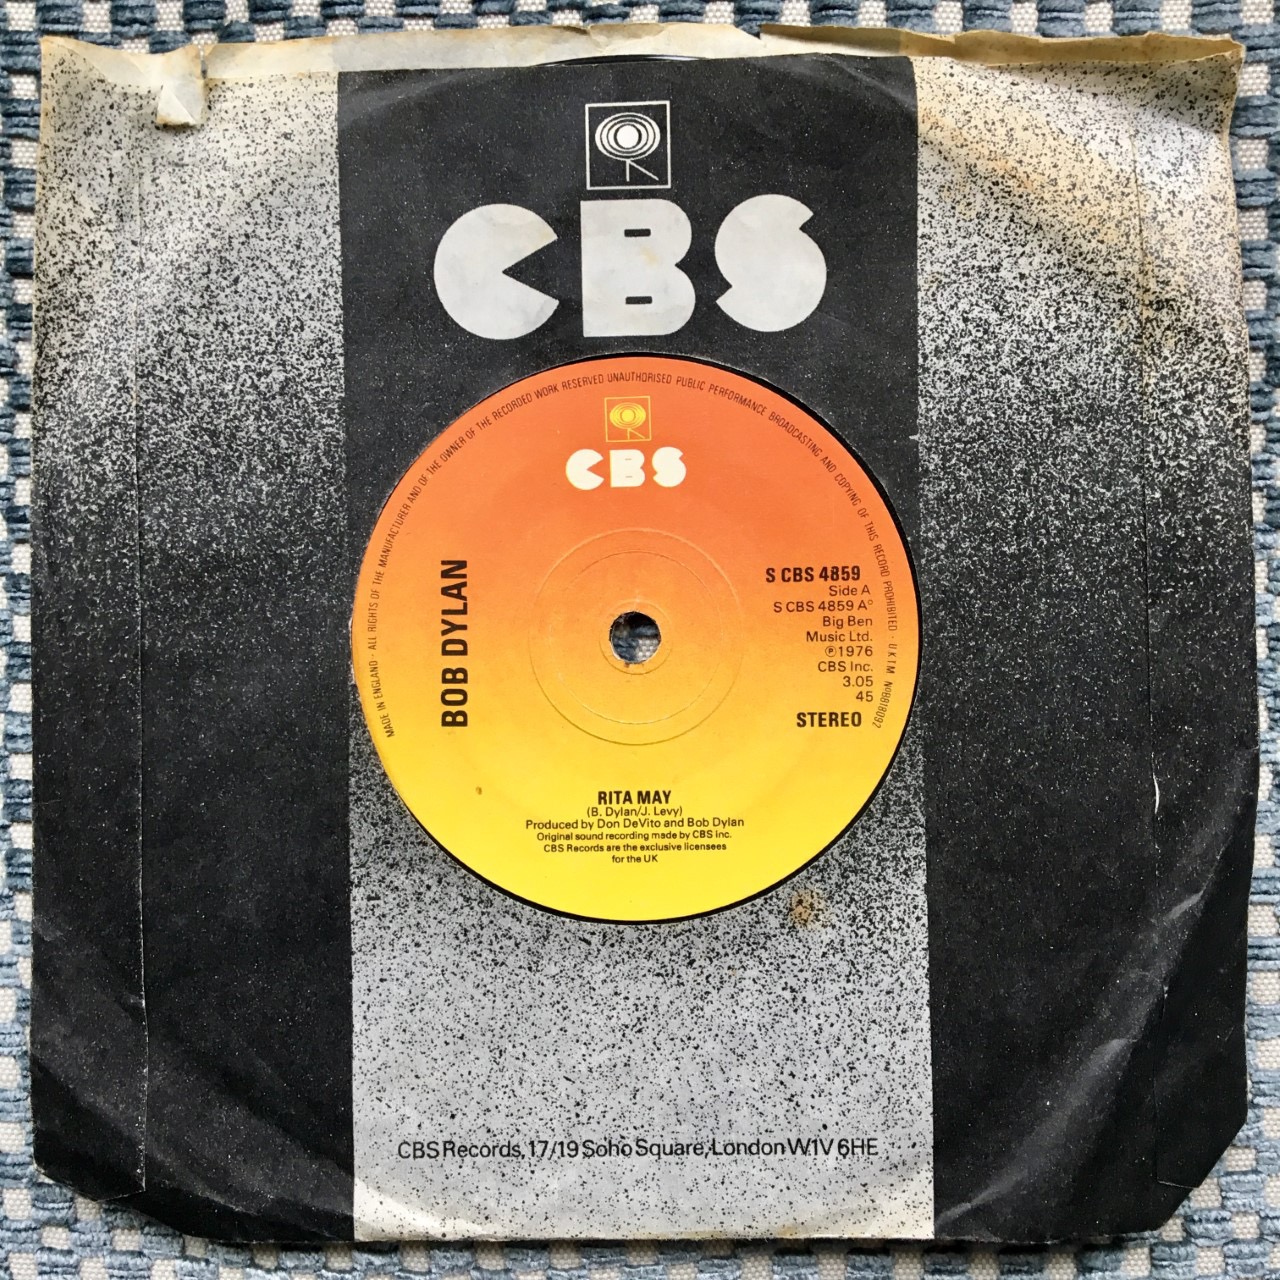 CBS
MADE IN ENGLAND · ALL RIGHTS OF THE MANUFACTURER AND OF THE OWNER OF THE RECORDED WORK RESERVED UNAUTHORISED PUBLIC PERFORMANCE BROADCASTING AND COPYING OF THIS RECORD PROHIBITED · U.K.T.M. No
CBS
BOB DYLAN
S CBS 4859
Side A
S CBS 4859 A°
Big Ben
Music Ltd.
℗1976
CBS Inc.
3.05
45
STEREO
RITA MAY
(B. Dylan/J. Levy)
Produced by Don DeVito and Bob Dylan
Original sound recording made by CBS Inc.
CBS Records are the exclusive licensees
for the UK
CBS Records, 17/19 Soho Square, London W1V 6HE